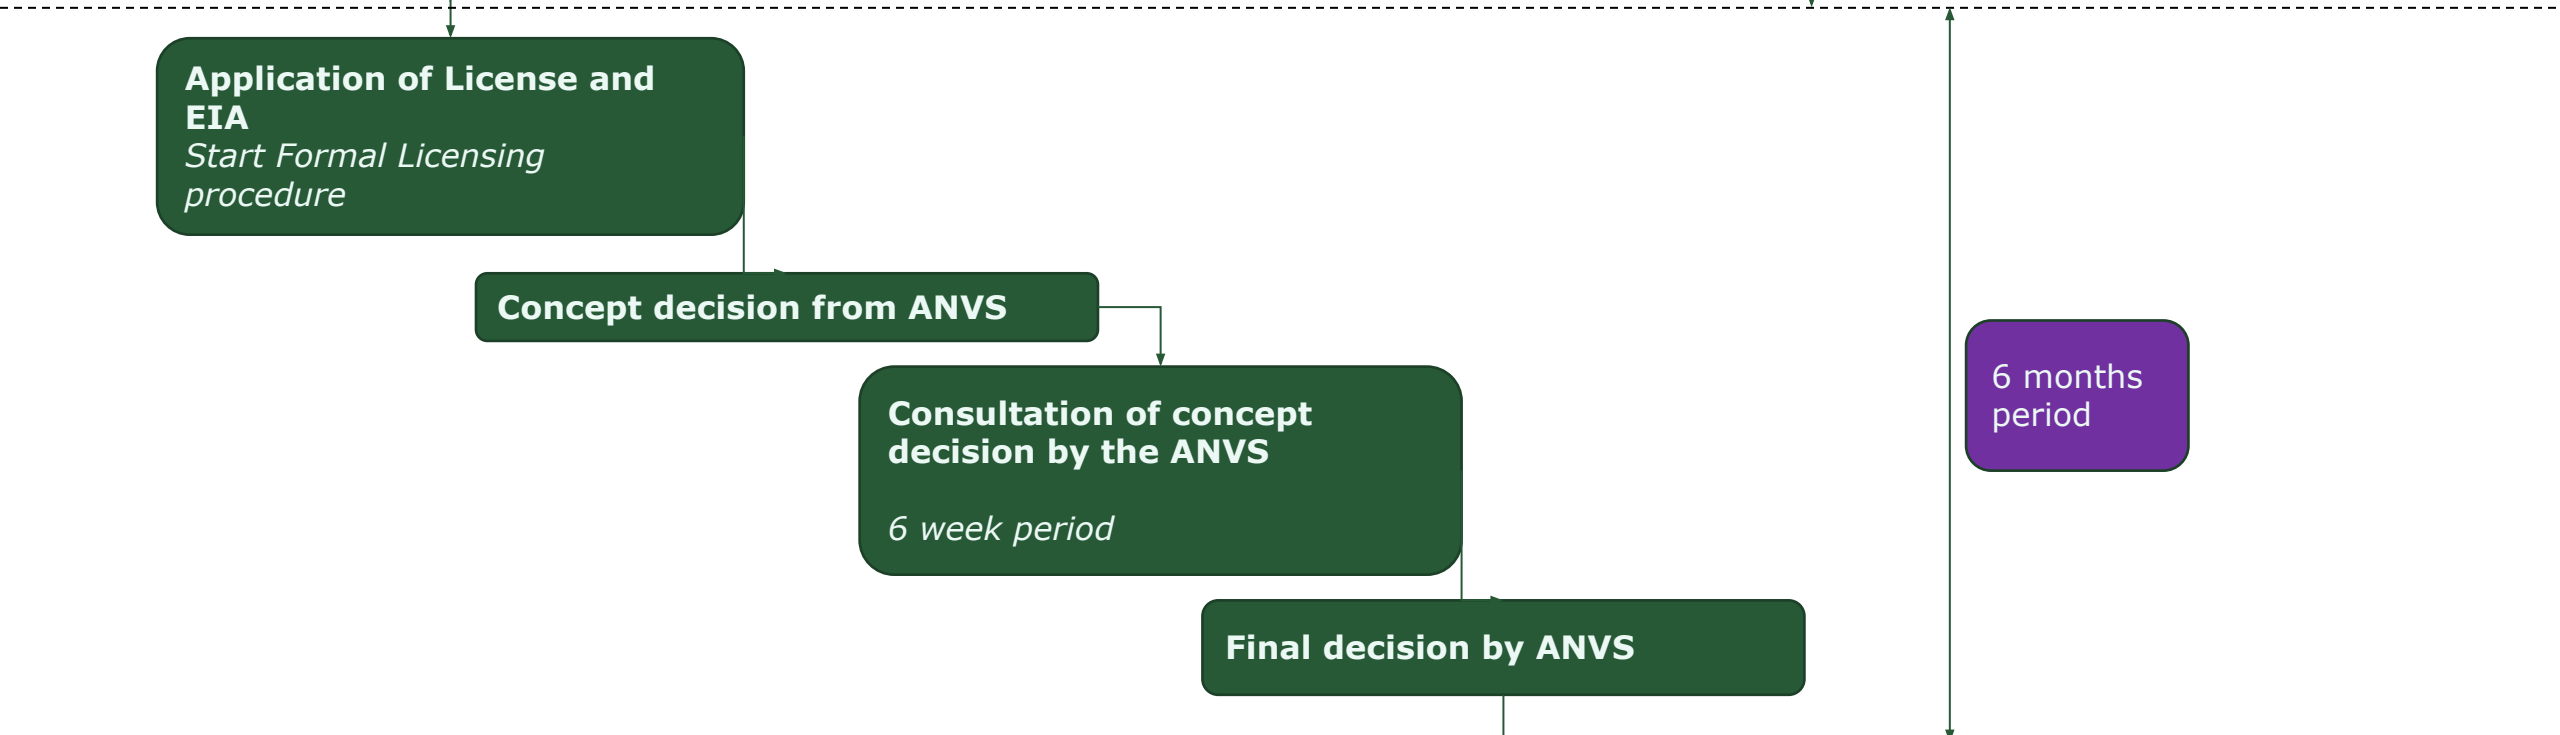 Application of License and
EIA
Start Formal Licensing
procedure
Concept decision from ANVS
Consultation of concept
decision by the ANVS
6 week period
6 months
period
Final decision by ANVS